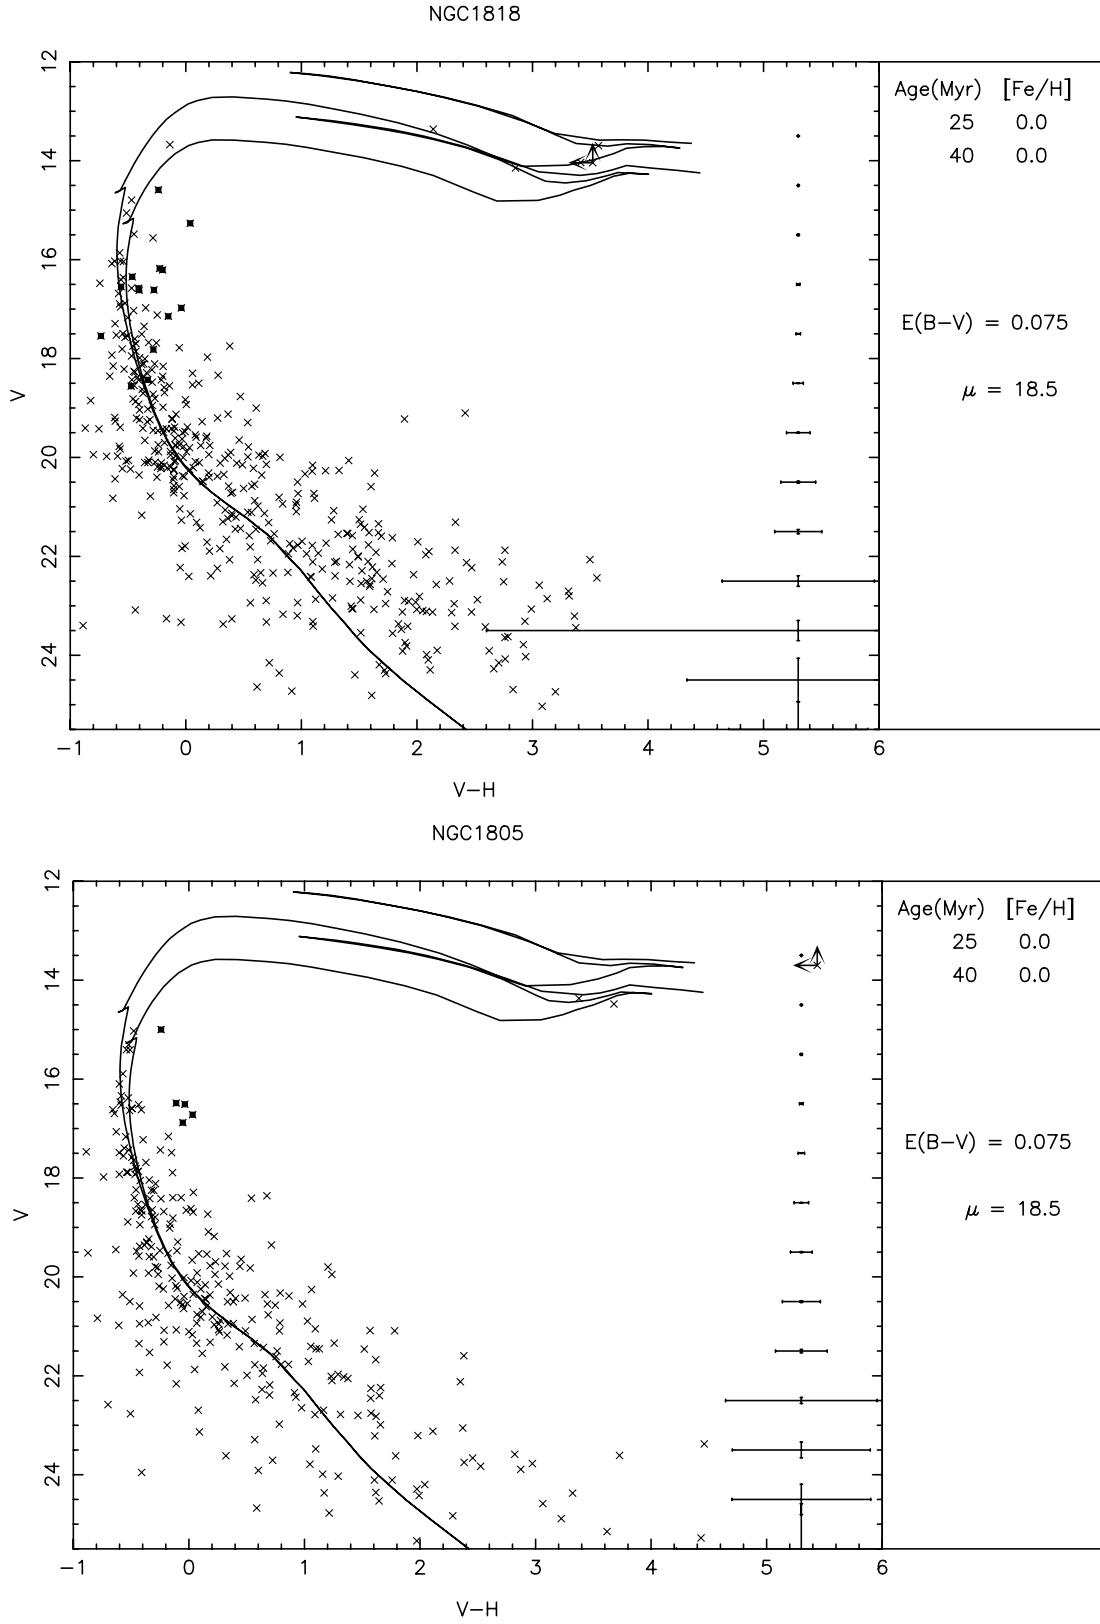 NGC1818
12
14
16
18
20
22
24
V
-1 0 1 2 3 4 5 6
V-H
Age(Myr) [Fe/H]
25 0.0
40 0.0
E(B-V) = 0.075
μ = 18.5
NGC1805
12
14
16
18
20
22
24
V
-1 0 1 2 3 4 5 6
V-H
Age(Myr) [Fe/H]
25 0.0
40 0.0
E(B-V) = 0.075
μ = 18.5